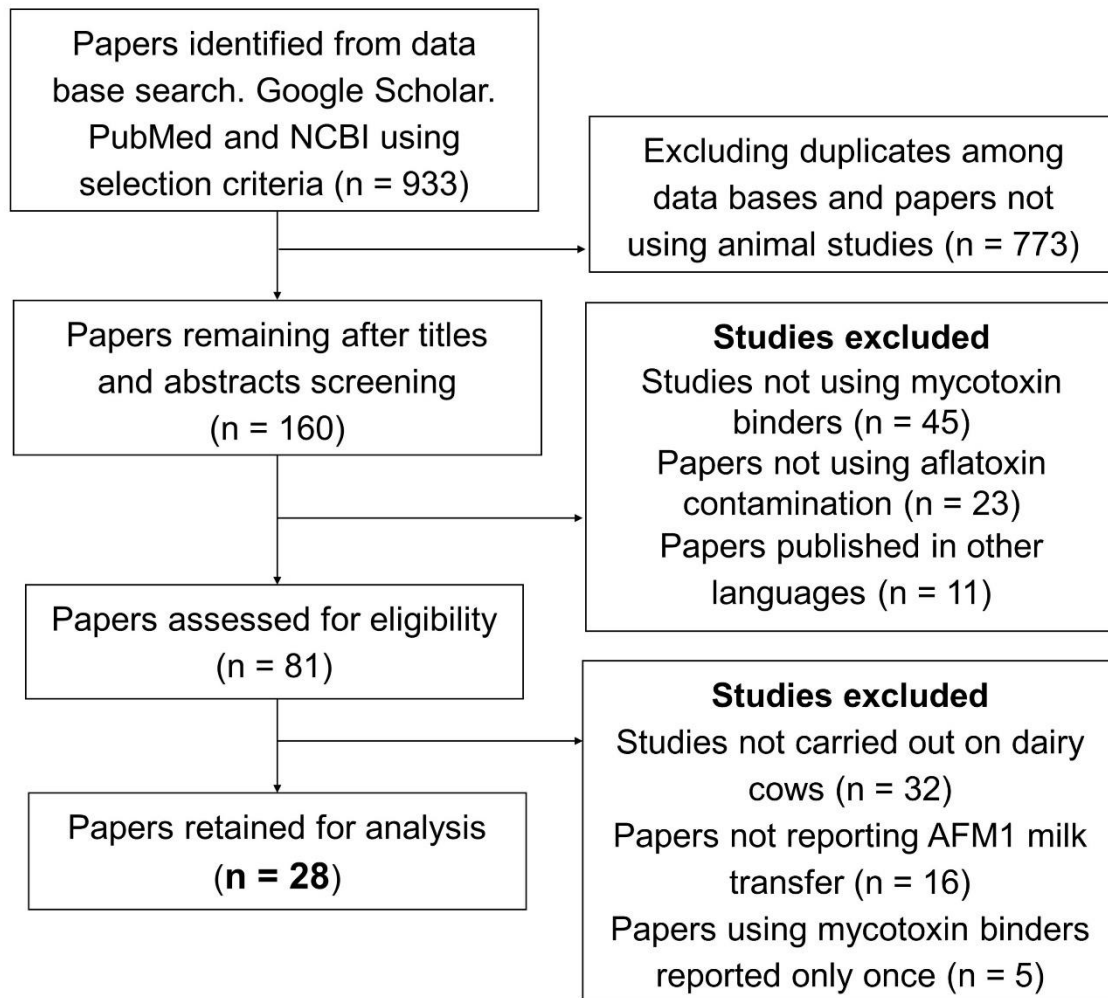 Papers identified from data
base search. Google Scholar.
PubMed and NCBI using
selection criteria (n = 933)
Excluding duplicates among
data bases and papers not
using animal studies (n = 773)
Papers remaining after titles
and abstracts screening
(n = 160)
Studies excluded
Studies not using mycotoxin
binders (n = 45)
Papers not using aflatoxin
contamination (n = 23)
Papers published in other
languages (n = 11)
Papers assessed for eligibility
(n = 81)
Studies excluded
Studies not carried out on dairy
cows (n = 32)
Papers not reporting AFM1 milk
transfer (n = 16)
Papers using mycotoxin binders
reported only once (n = 5)
Papers retained for analysis
(n = 28)